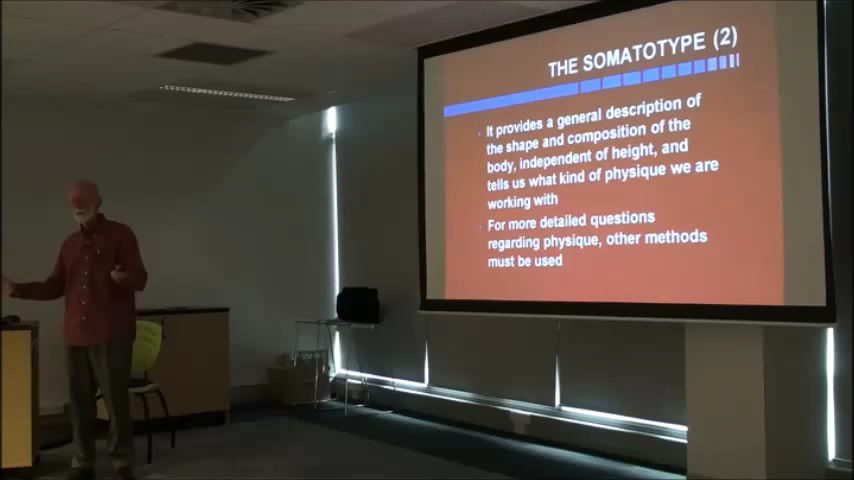 THE SOMATOTYPE (2)
It provides a general description of
the shape and composition of the
body, independent of height, and
tells us what kind of physique we are
working with
For more detailed questions
regarding physique, other methods
must be used